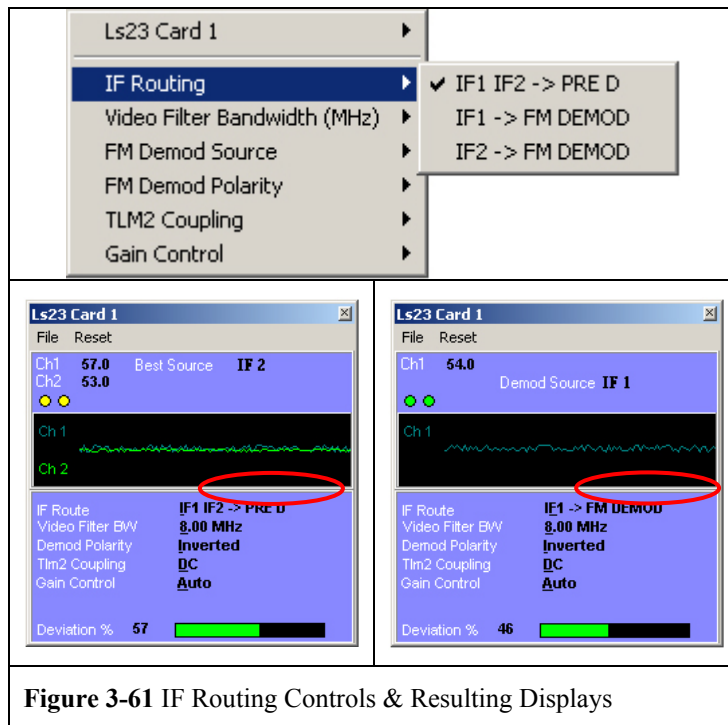 Ls23 Card 1
IF Routing
Video Filter Bandwidth (MHz)
FM Demod Source
FM Demod Polarity
TLM2 Coupling
Gain Control
IF1 IF2 -> PRE D
IF1 -> FM DEMOD
IF2 -> FM DEMOD
Ls23 Card 1
File Reset
Ch1 57.0 Best Source IF 2
Ch2 53.0
Ch 1
Ch 2
IF Route IF1 IF2 -> PRE D
Video Filter BW 8.00 MHz
Demod Polarity Inverted
Tlm2 Coupling DC
Gain Control Auto
Deviation % 57
Ls23 Card 1
File Reset
Ch1 54.0
Demod Source IF 1
Ch 1
IF Route IF1 -> FM DEMOD
Video Filter BW 8.00 MHz
Demod Polarity Inverted
Tlm2 Coupling DC
Gain Control Auto
Deviation % 46
Figure 3-61 IF Routing Controls & Resulting Displays